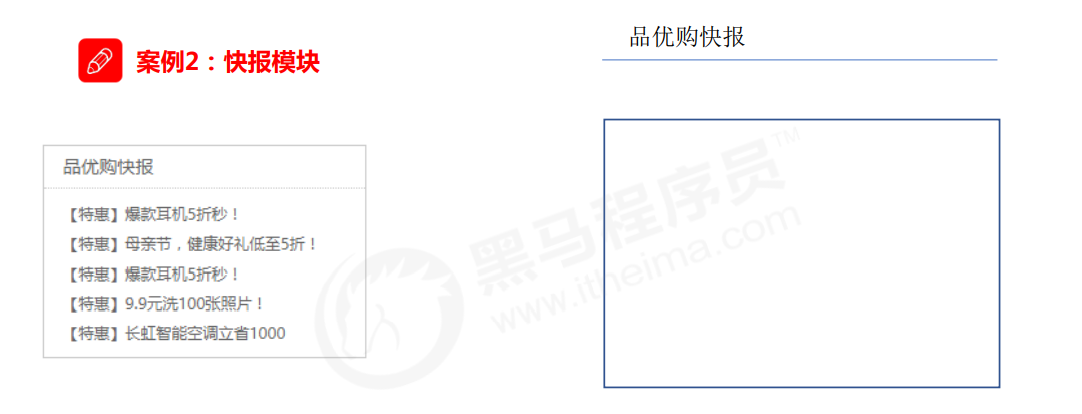 案例2：快报模块
品优购快报
【特惠】爆款耳机5折秒！
【特惠】母亲节，健康好礼低至5折！
【特惠】爆款耳机5折秒！
【特惠】9.9元洗100张照片！
【特惠】长虹智能空调立省1000
品优购快报
黑马程序员TM
www.itheima.com